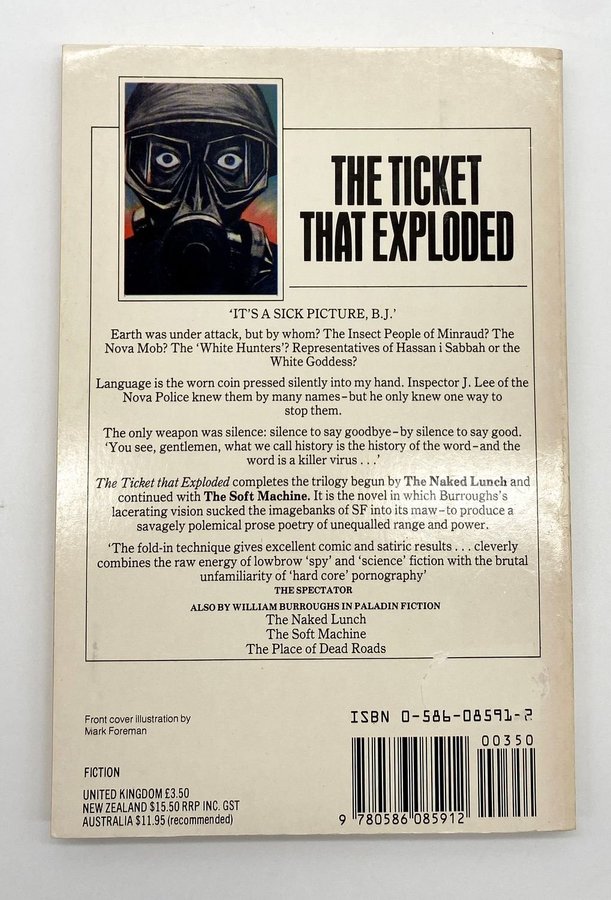 THE TICKET
THAT EXPLODED
'IT'S A SICK PICTURE, B.J.'
Earth was under attack, but by whom? The Insect People of Minraud? The
Nova Mob? The 'White Hunters'? Representatives of Hassan i Sabbah or the
White Goddess?
Language is the worn coin pressed silently into my hand. Inspector J. Lee of the
Nova Police knew them by many names–but he only knew one way to
stop them.
The only weapon was silence: silence to say goodbye–by silence to say good.
'You see, gentlemen, what we call history is the history of the word–and the
word is a killer virus . . .'
The Ticket that Exploded completes the trilogy begun by The Naked Lunch and
continued with The Soft Machine. It is the novel in which Burroughs's
lacerating vision sucked the imagebanks of SF into its maw–to produce a
savagely polemical prose poetry of unequalled range and power.
'The fold-in technique gives excellent comic and satiric results . . . cleverly
combines the raw energy of lowbrow 'spy' and 'science' fiction with the brutal
unfamiliarity of 'hard core' pornography'
THE SPECTATOR
ALSO BY WILLIAM BURROUGHS IN PALADIN FICTION
The Naked Lunch
The Soft Machine
The Place of Dead Roads
Front cover illustration by
Mark Foreman
ISBN 0-586-08591-2
00350
FICTION
UNITED KINGDOM £3.50
NEW ZEALAND $15.50 RRP INC. GST
AUSTRALIA $11.95 (recommended)
9 780586 085912